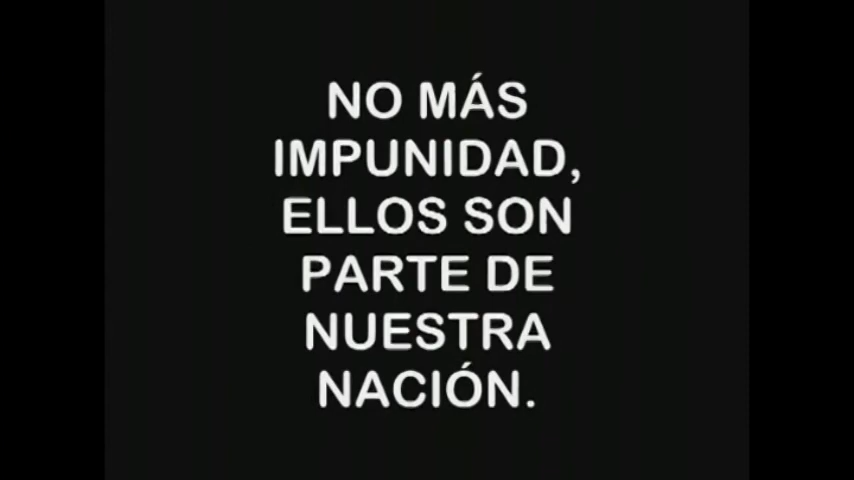 NO MÁS
IMPUNIDAD,
ELLOS SON
PARTE DE
NUESTRA
NACIÓN.